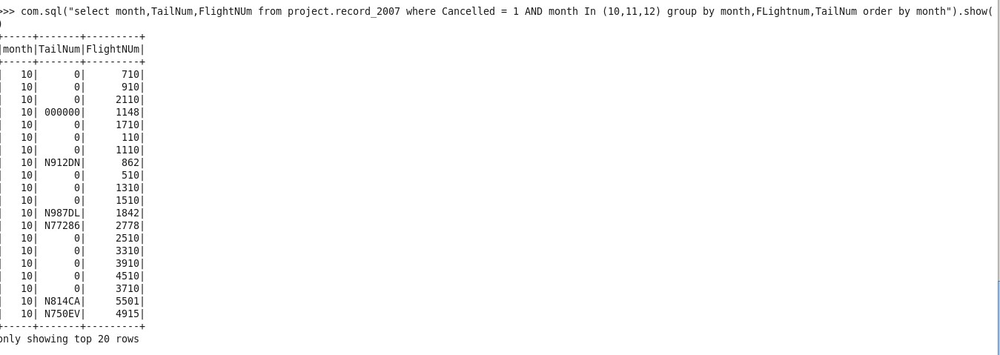 >>> com.sql("select month,TailNum,FlightNUm from project.record_2007 where Cancelled = 1 AND month In (10,11,12) group by month,FLightnum,TailNum order by month").show(
)
+-----+-------+---------+
|month|TailNum|FlightNUm|
+-----+-------+---------+
|   10|      0|      710|
|   10|      0|      910|
|   10|      0|     2110|
|   10| 000000|     1148|
|   10|      0|     1710|
|   10|      0|      110|
|   10|      0|     1110|
|   10| N912DN|      862|
|   10|      0|      510|
|   10|      0|     1310|
|   10|      0|     1510|
|   10| N987DL|     1842|
|   10| N77286|     2778|
|   10|      0|     2510|
|   10|      0|     3310|
|   10|      0|     3910|
|   10|      0|     4510|
|   10|      0|     3710|
|   10| N814CA|     5501|
|   10| N750EV|     4915|
+-----+-------+---------+
only showing top 20 rows